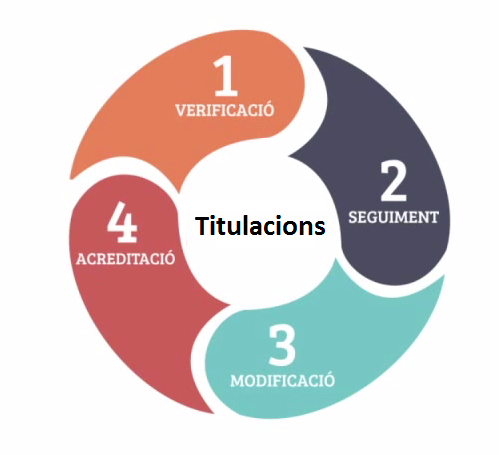 1
VERIFICACIÓ
2
SEGUIMENT
Titulacions
3
MODIFICACIÓ
4
ACREDITACIÓ